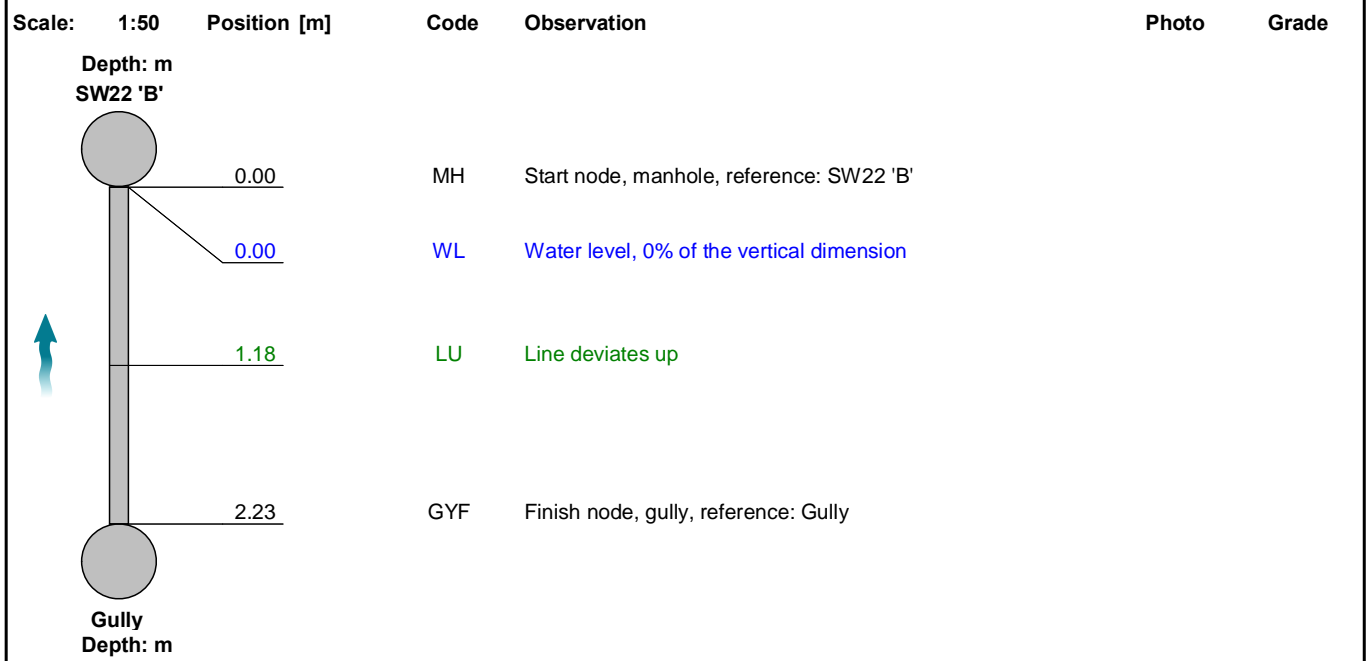 Scale: 1:50 Position [m] Code Observation Photo Grade
Depth: m
SW22 'B'
0.00 MH Start node, manhole, reference: SW22 'B'
0.00 WL Water level, 0% of the vertical dimension
1.18 LU Line deviates up
2.23 GYF Finish node, gully, reference: Gully
Gully
Depth: m